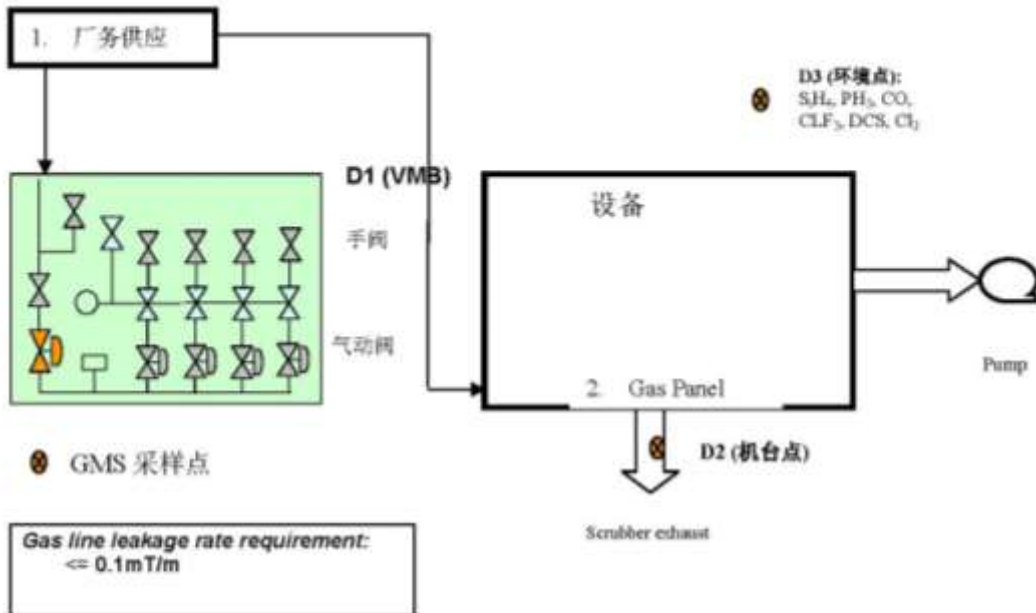 1. 厂务供应
D3 (环境点):
SiH₄, PH₃, CO,
CLF₃, DCS, Cl₂
D1 (VMB)
手阀
气动阀
设备
2. Gas Panel
Pump
D2 (机台点)
Scrubber exhaust
GMS 采样点
Gas line leakage rate requirement:
<= 0.1mT/m